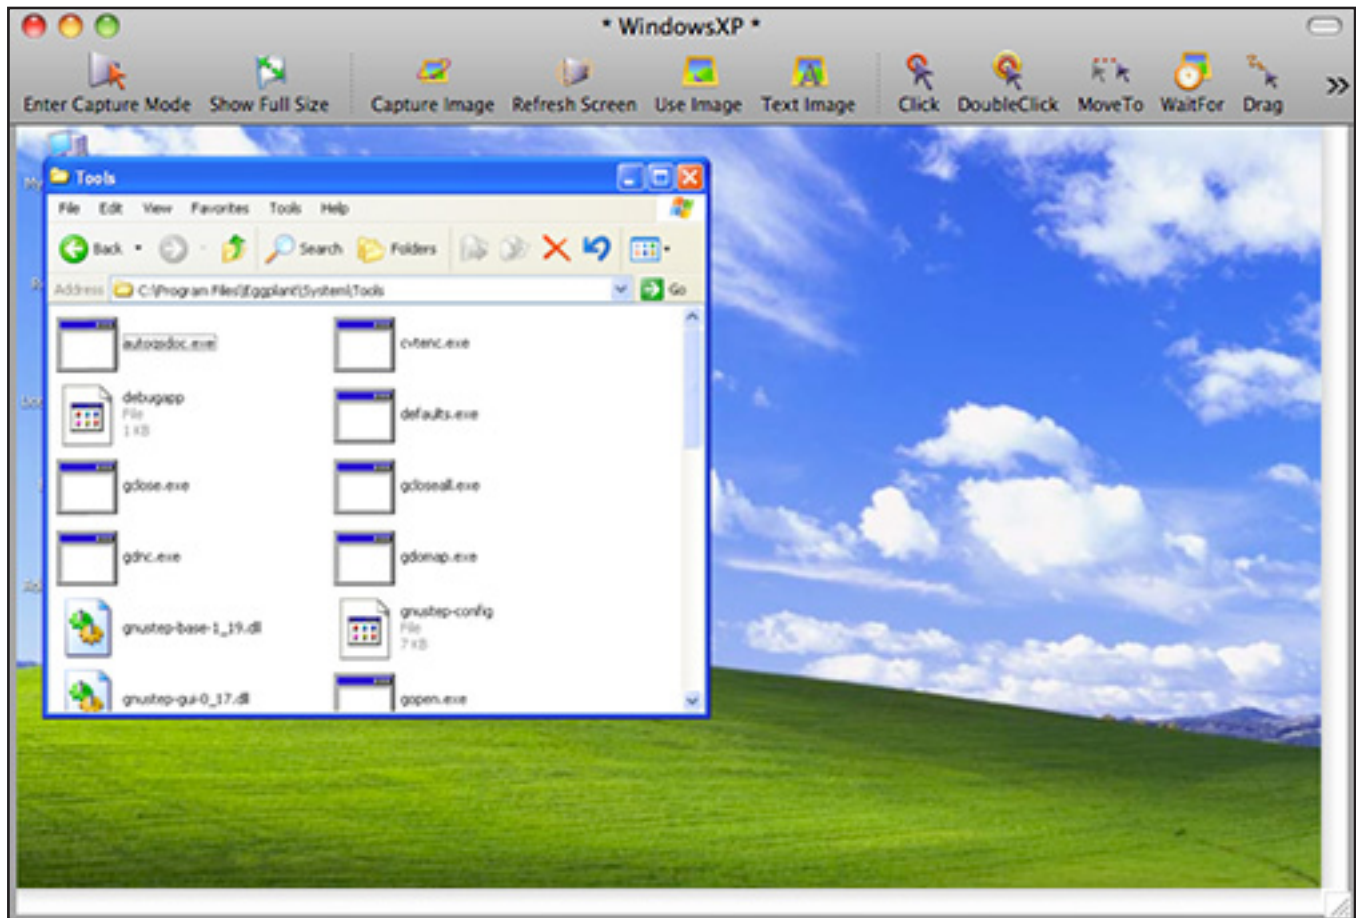 * WindowsXP *
Enter Capture Mode Show Full Size Capture Image Refresh Screen Use Image Text Image Click DoubleClick MoveTo WaitFor Drag »
My
Tools
File Edit View Favorites Tools Help
Back Search Folders
Address C:\Program Files\Eggplant\System\Tools Go
autogsdoc.exe cvtenc.exe
debugapp
File
1 KB
defaults.exe
gclose.exe gcloseall.exe
gdnc.exe gdomap.exe
gnustep-base-1_19.dll
gnustep-config
File
7 KB
gnustep-gui-0_17.dll gopen.exe